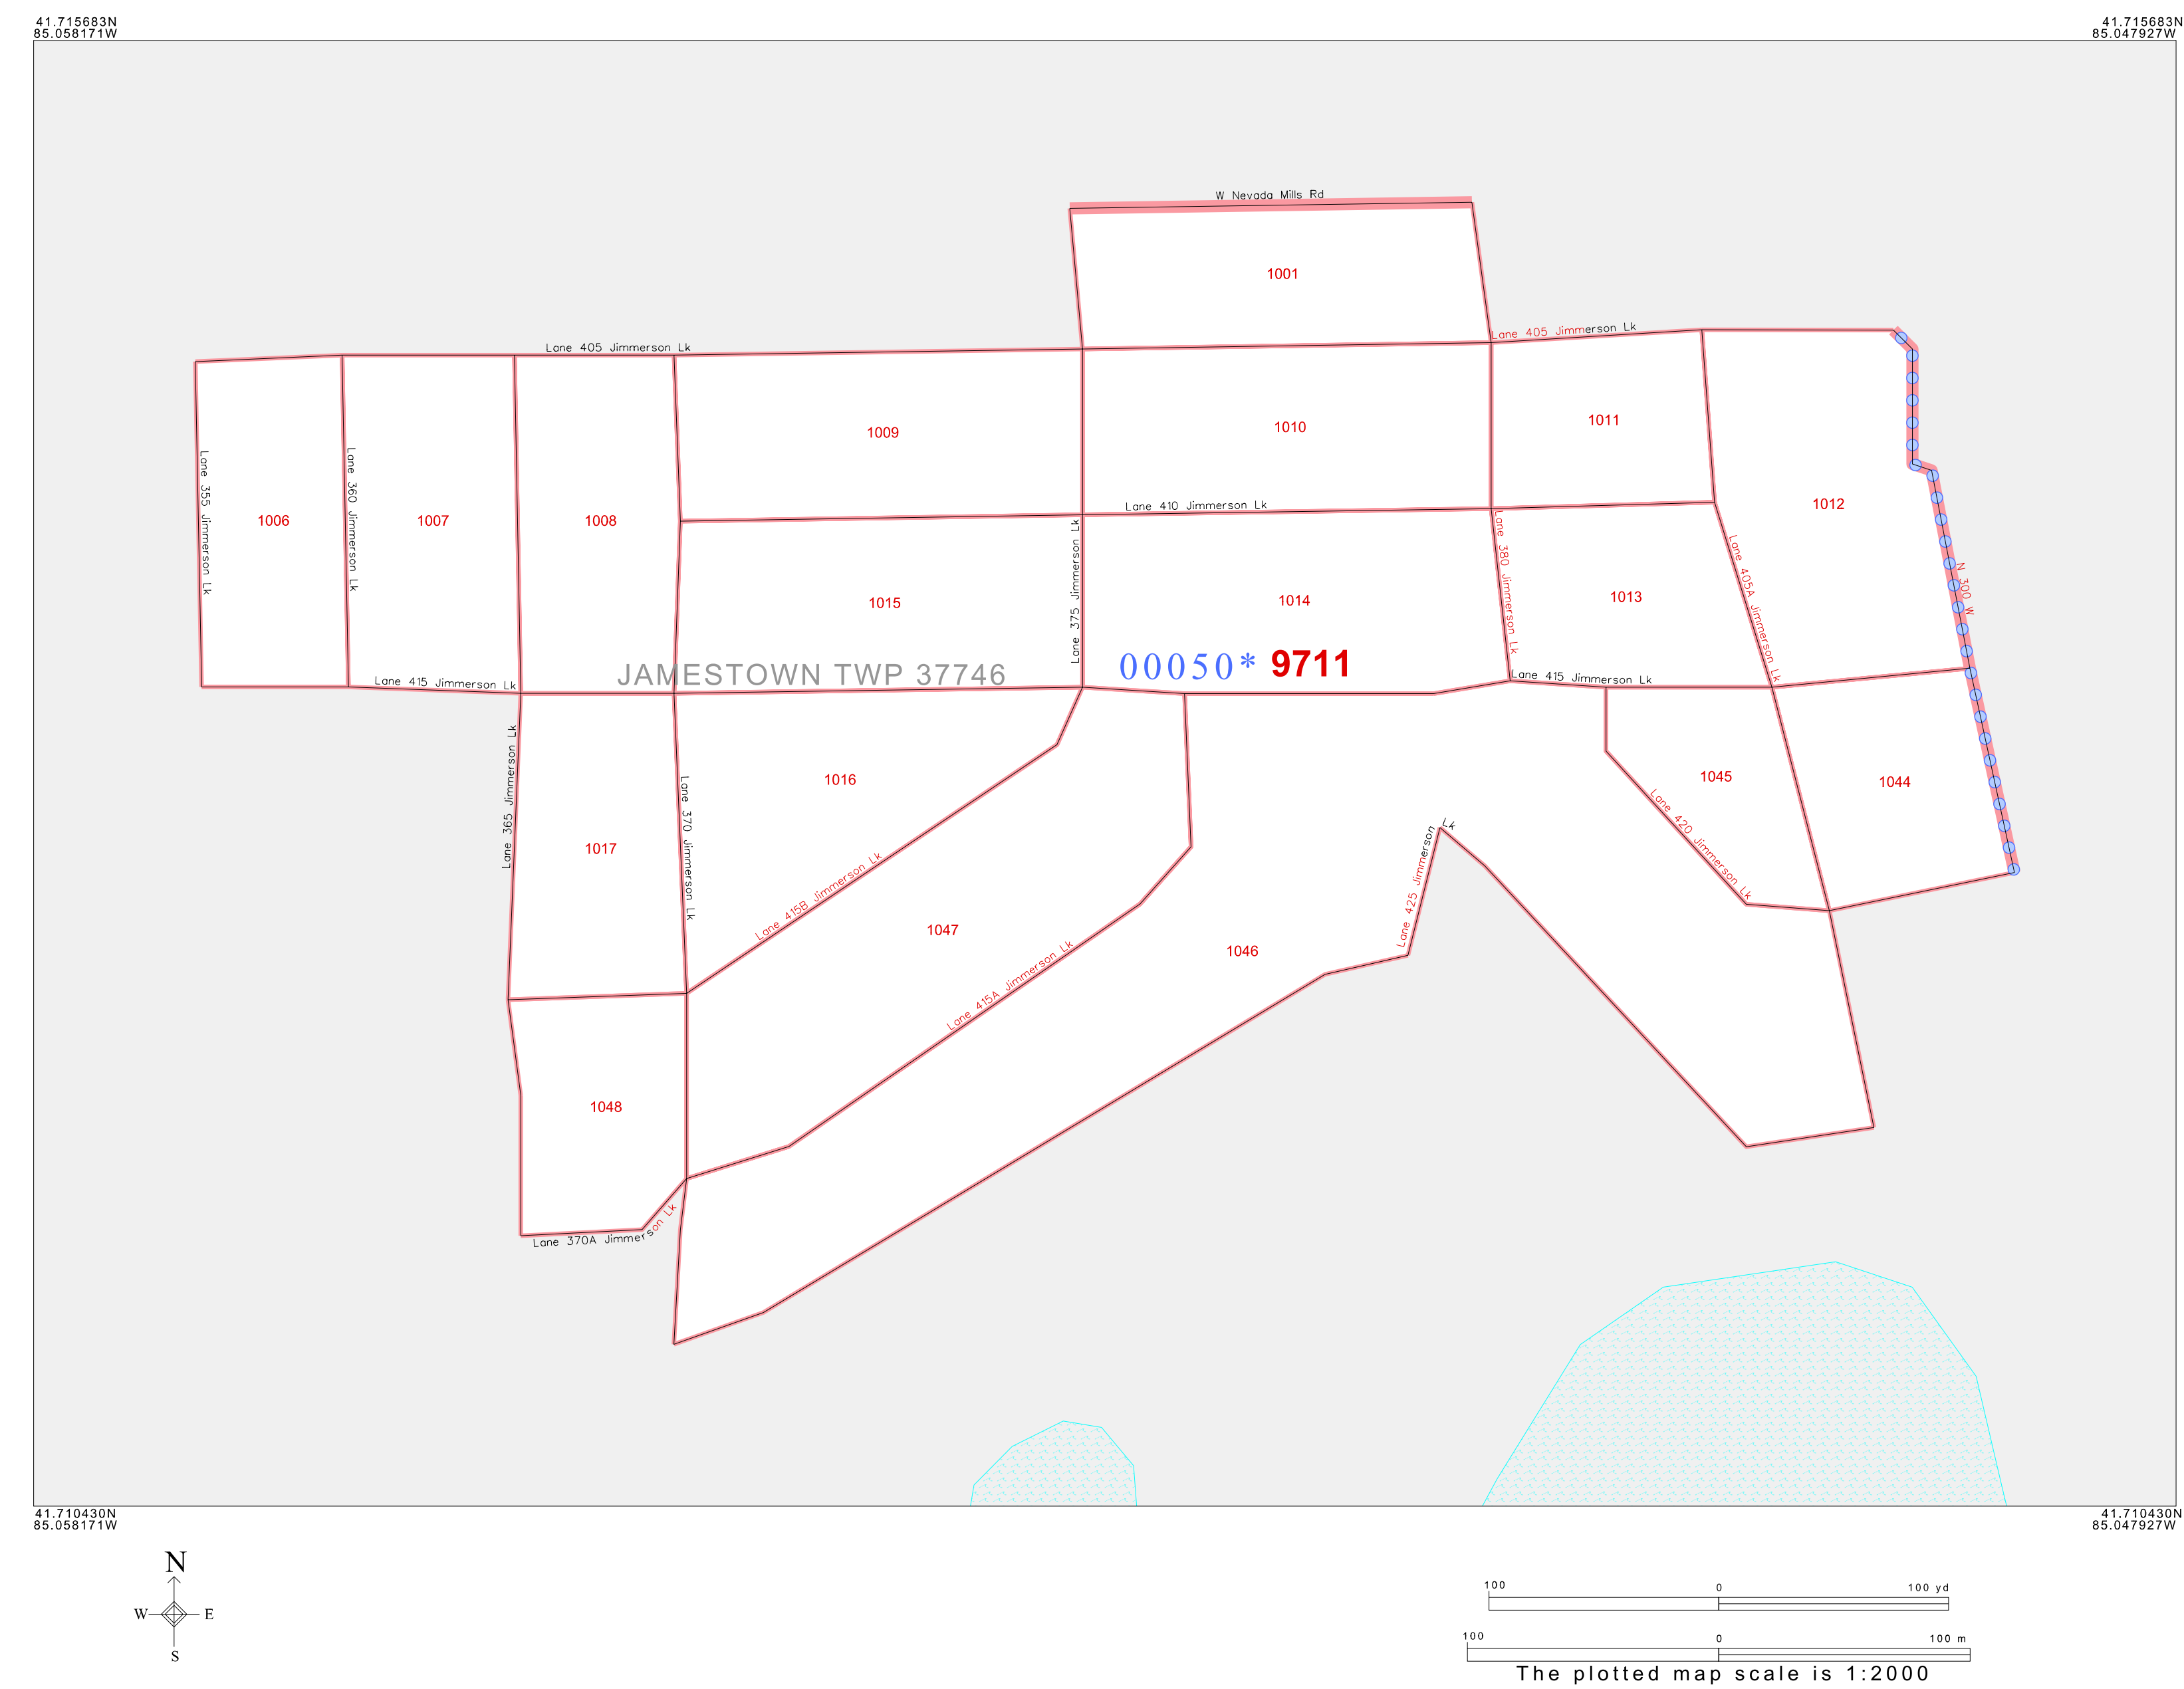 41.715683N
85.058171W
41.715683N
85.047927W
W Nevada Mills Rd
1001
Lane 405 Jimmerson Lk
Lane 405 Jimmerson Lk
1009
1010
1011
1012
Lane 355 Jimmerson Lk
1006
Lane 360 Jimmerson Lk
1007
1008
Lane 410 Jimmerson Lk
Lane 375 Jimmerson Lk
Lane 380 Jimmerson Lk
Lane 405A Jimmerson Lk
N 300 W
1015
1014
1013
JAMESTOWN TWP 37746
00050* 9711
Lane 415 Jimmerson Lk
Lane 415 Jimmerson Lk
Lane 365 Jimmerson Lk
1017
Lane 370 Jimmerson Lk
1016
Lane 415B Jimmerson Lk
1047
Lane 415A Jimmerson Lk
1046
Lane 425 Jimmerson Lk
1045
Lane 420 Jimmerson Lk
1044
1048
Lane 370A Jimmerson Lk
41.710430N
85.058171W
41.710430N
85.047927W
N
W E
S
100 0 100 yd
100 0 100 m
The plotted map scale is 1:2000